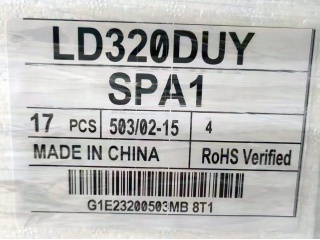 LD320DUY
SPA1
17 PCS 503/02-15 4
MADE IN CHINA RoHS Verified
G1E23200503MB 8T1